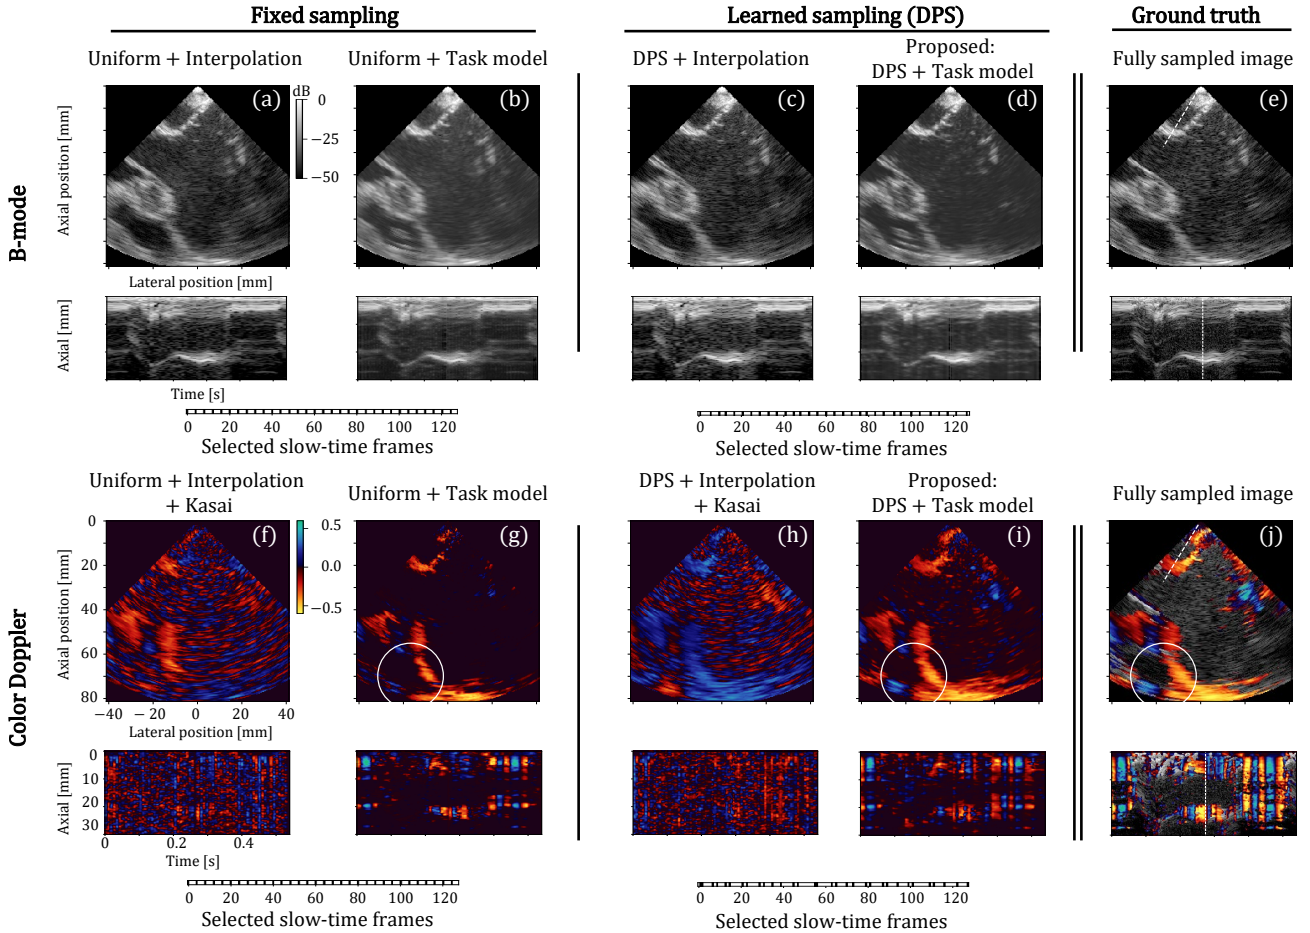 Fixed sampling
Learned sampling (DPS)
Ground truth
Uniform + Interpolation
Uniform + Task model
DPS + Interpolation
Proposed:
DPS + Task model
Fully sampled image
B-mode
Axial position [mm]
(a)
dB
0
−25
−50
(b)
(c)
(d)
(e)
Lateral position [mm]
Axial [mm]
Time [s]
0 20 40 60 80 100 120
Selected slow-time frames
0 20 40 60 80 100 120
Selected slow-time frames
Color Doppler
Uniform + Interpolation
+ Kasai
Uniform + Task model
DPS + Interpolation
+ Kasai
Proposed:
DPS + Task model
Fully sampled image
Axial position [mm]
0
20
40
60
80
(f)
0.5
0.0
−0.5
(g)
(h)
(i)
(j)
−40 −20 0 20 40
Lateral position [mm]
Axial [mm]
0
10
20
30
0 0.2 0.4
Time [s]
0 20 40 60 80 100 120
Selected slow-time frames
0 20 40 60 80 100 120
Selected slow-time frames